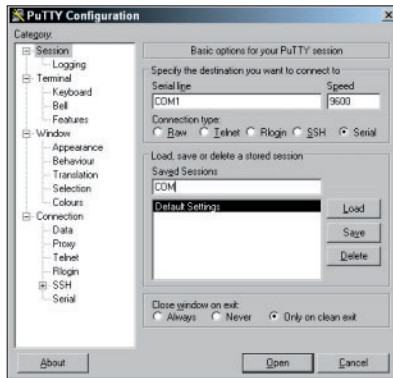 PuTTY Configuration
Category:
Session
Logging
Terminal
Keyboard
Bell
Features
Window
Appearance
Behaviour
Translation
Selection
Colours
Connection
Data
Proxy
Telnet
Rlogin
SSH
Serial
Basic options for your PuTTY session
Specify the destination you want to connect to
Serial line Speed
COM1 9600
Connection type:
Raw Telnet Rlogin SSH Serial
Load, save or delete a stored session
Saved Sessions
COM
Default Settings
Load
Save
Delete
Close window on exit:
Always Never Only on clean exit
About Open Cancel